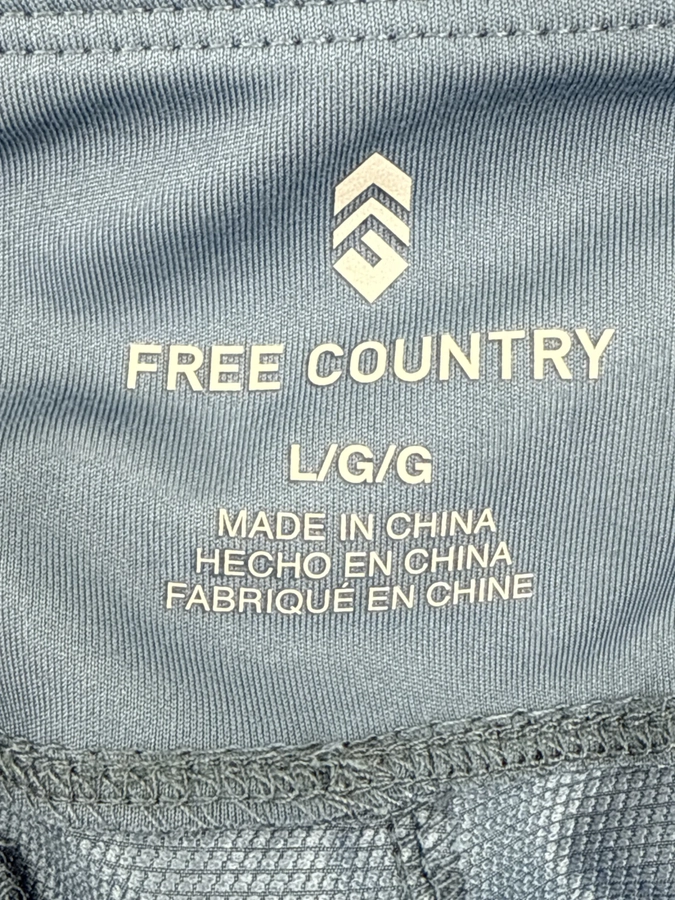 FREE COUNTRY
L/G/G
MADE IN CHINA
HECHO EN CHINA
FABRIQUÉ EN CHINE